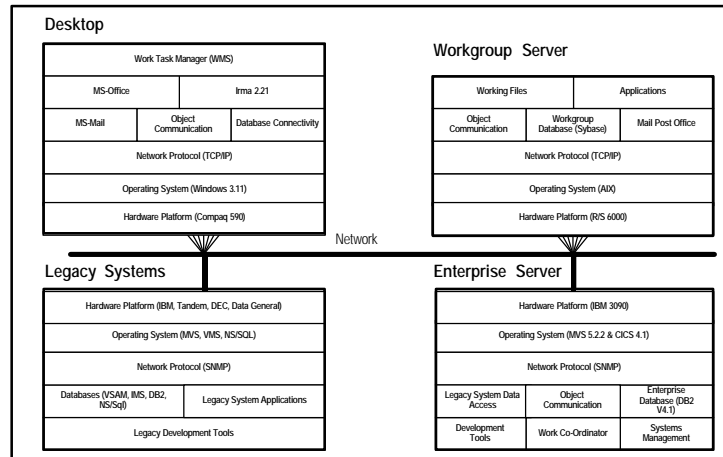 Desktop
Work Task Manager (WMS)
MS-Office
Irma 2.21
MS-Mail
Object
Communication
Database Connectivity
Network Protocol (TCP/IP)
Operating System (Windows 3.11)
Hardware Platform (Compaq 590)
Workgroup Server
Working Files
Applications
Object
Communication
Workgroup
Database (Sybase)
Mail Post Office
Network Protocol (TCP/IP)
Operating System (AIX)
Hardware Platform (R/S 6000)
Network
Legacy Systems
Hardware Platform (IBM, Tandem, DEC, Data General)
Operating System (MVS, VMS, NS/SQL)
Network Protocol (SNMP)
Databases (VSAM, IMS, DB2,
NS/Sql)
Legacy System Applications
Legacy Development Tools
Enterprise Server
Hardware Platform (IBM 3090)
Operating System (MVS 5.2.2 & CICS 4.1)
Network Protocol (SNMP)
Legacy System Data
Access
Object
Communication
Enterprise
Database (DB2
V4.1)
Development
Tools
Work Co-Ordinator
Systems
Management